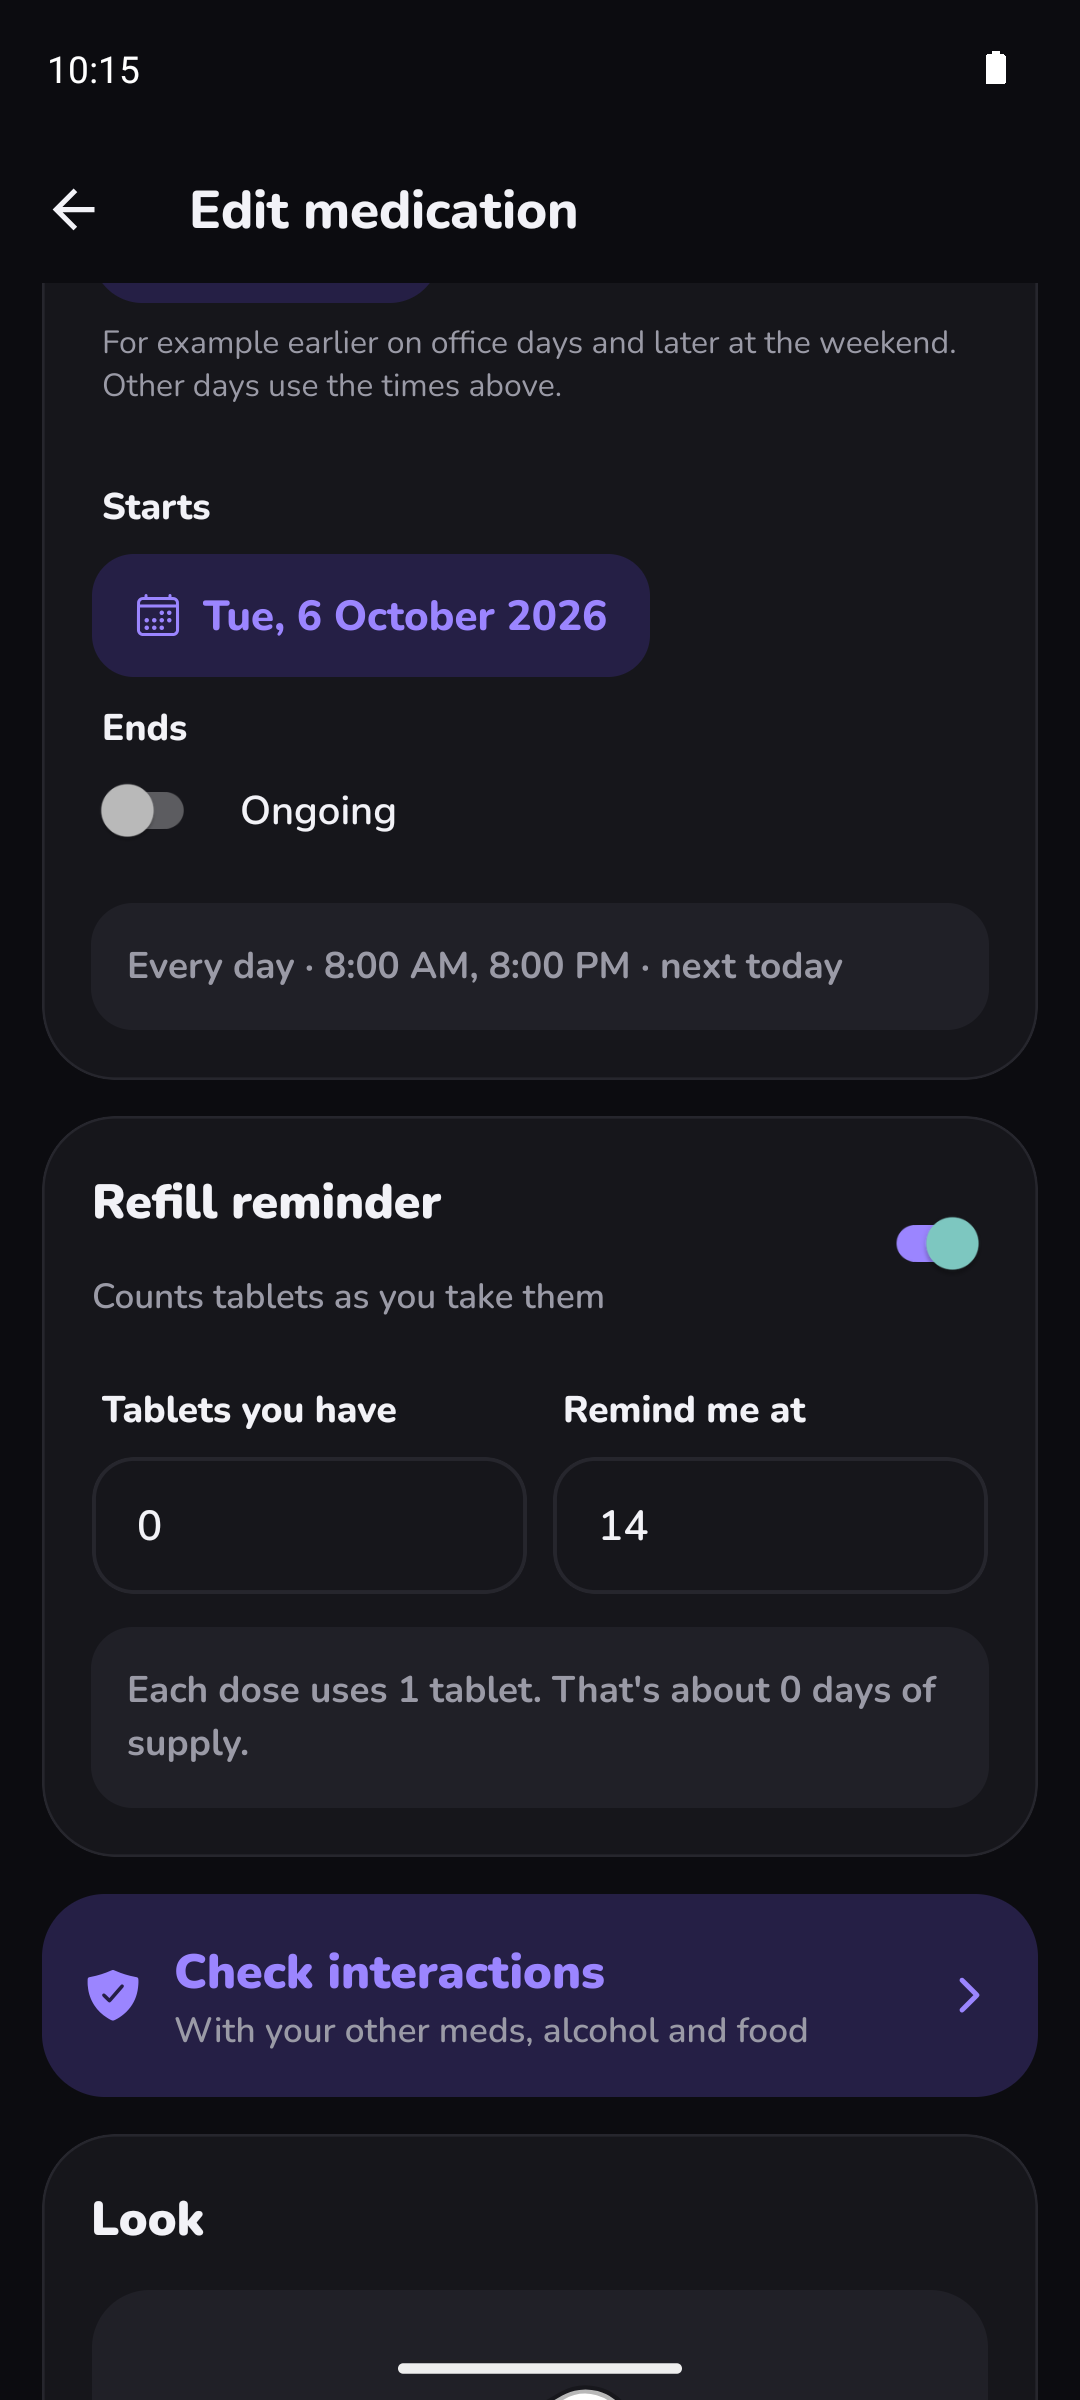 10:15
Edit medication
For example earlier on office days and later at the weekend.
Other days use the times above.
Starts
Tue, 6 October 2026
Ends
Ongoing
Every day · 8:00 AM, 8:00 PM · next today
Refill reminder
Counts tablets as you take them
Tablets you have
Remind me at
0
14
Each dose uses 1 tablet. That's about 0 days of
supply.
Check interactions
With your other meds, alcohol and food
Look